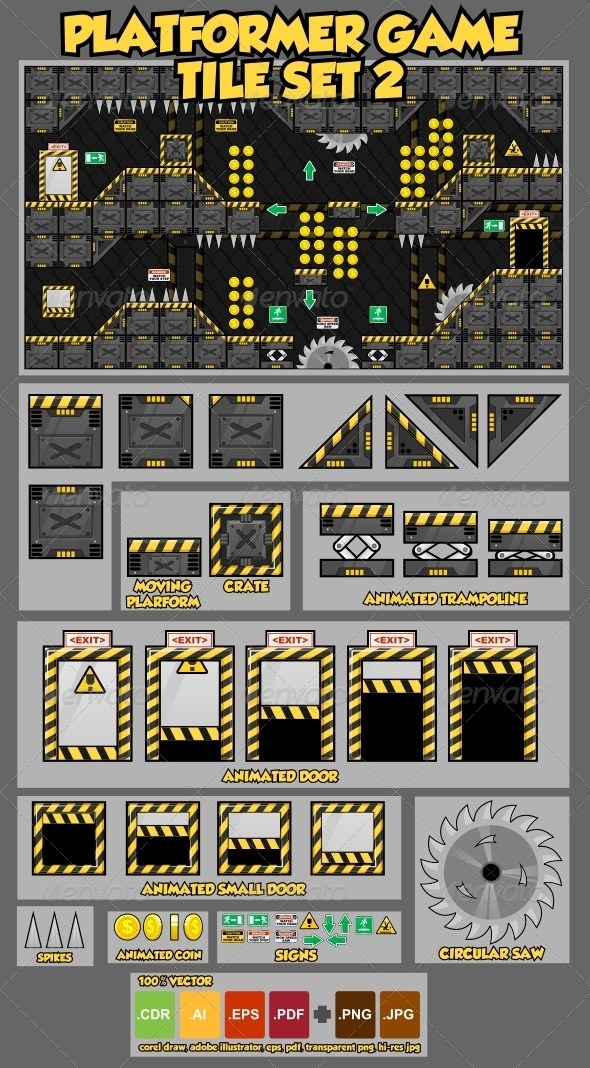 PLATFORMER GAME
TILE SET 2
<EXIT>
<EXIT>
MOVING
PLARFORM
CRATE
ANIMATED TRAMPOLINE
<EXIT>
<EXIT>
<EXIT>
<EXIT>
<EXIT>
ANIMATED DOOR
ANIMATED SMALL DOOR
SPIKES
ANIMATED COIN
SIGNS
CIRCULAR SAW
100% VECTOR
.CDR
.AI
.EPS
.PDF
.PNG
.JPG
corel draw, adobe illustrator, eps, pdf, transparent png, hi-res jpg